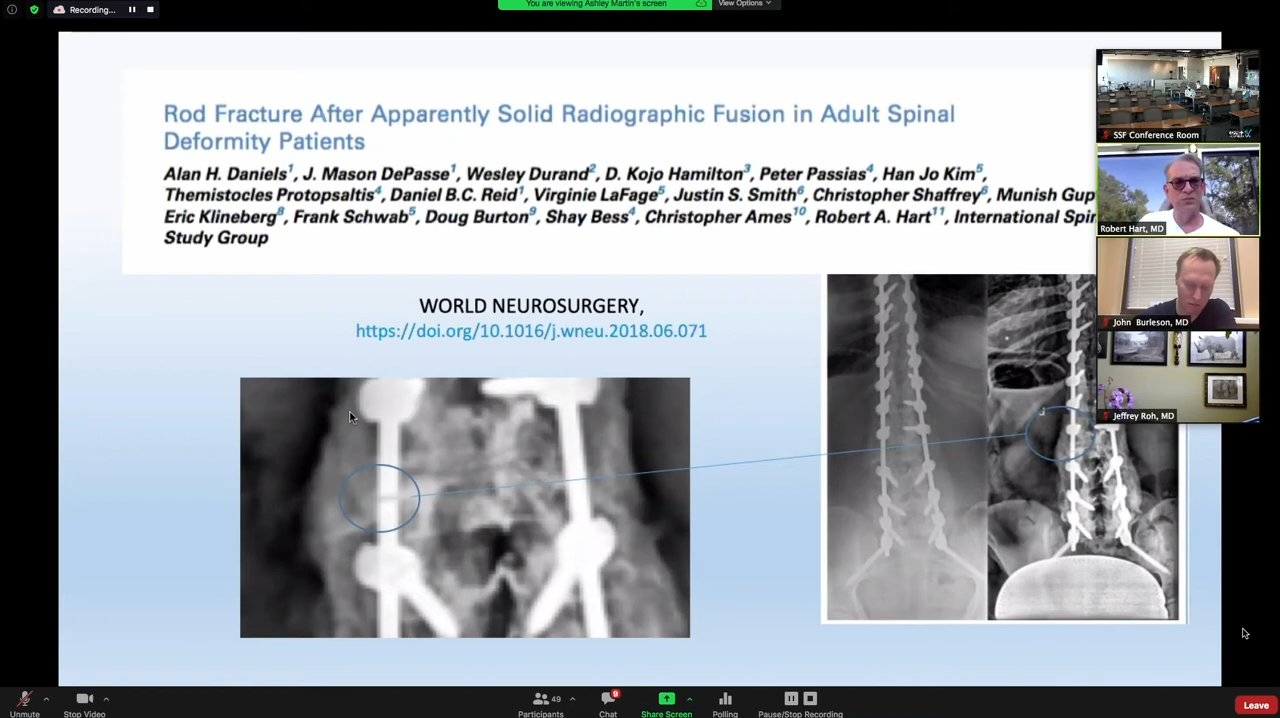 Recording...
You are viewing Ashley Martin's screen
View Options
Rod Fracture After Apparently Solid Radiographic Fusion in Adult Spinal
Deformity Patients
Alan H. Daniels1, J. Mason DePasse1, Wesley Durand2, D. Kojo Hamilton3, Peter Passias4, Han Jo Kim5,
Themistocles Protopsaltis4, Daniel B.C. Reid1, Virginie LaFage5, Justin S. Smith6, Christopher Shaffrey6, Munish Gup
Eric Klineberg8, Frank Schwab5, Doug Burton9, Shay Bess4, Christopher Ames10, Robert A. Hart11, International Spin
Study Group
WORLD NEUROSURGERY,
https://doi.org/10.1016/j.wneu.2018.06.071
SSF Conference Room
Robert Hart, MD
John Burleson, MD
Jeffrey Roh, MD
Unmute
Stop Video
49
Participants
9
Chat
Share Screen
Polling
Pause/Stop Recording
Leave